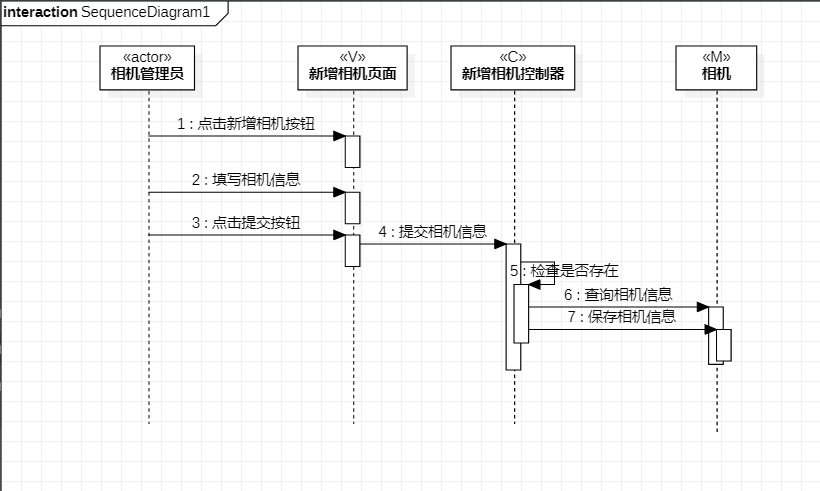 interaction SequenceDiagram1
«actor»
相机管理员
«V»
新增相机页面
«C»
新增相机控制器
«M»
相机
1 : 点击新增相机按钮
2 : 填写相机信息
3 : 点击提交按钮
4 : 提交相机信息
5 : 检查是否存在
6 : 查询相机信息
7 : 保存相机信息